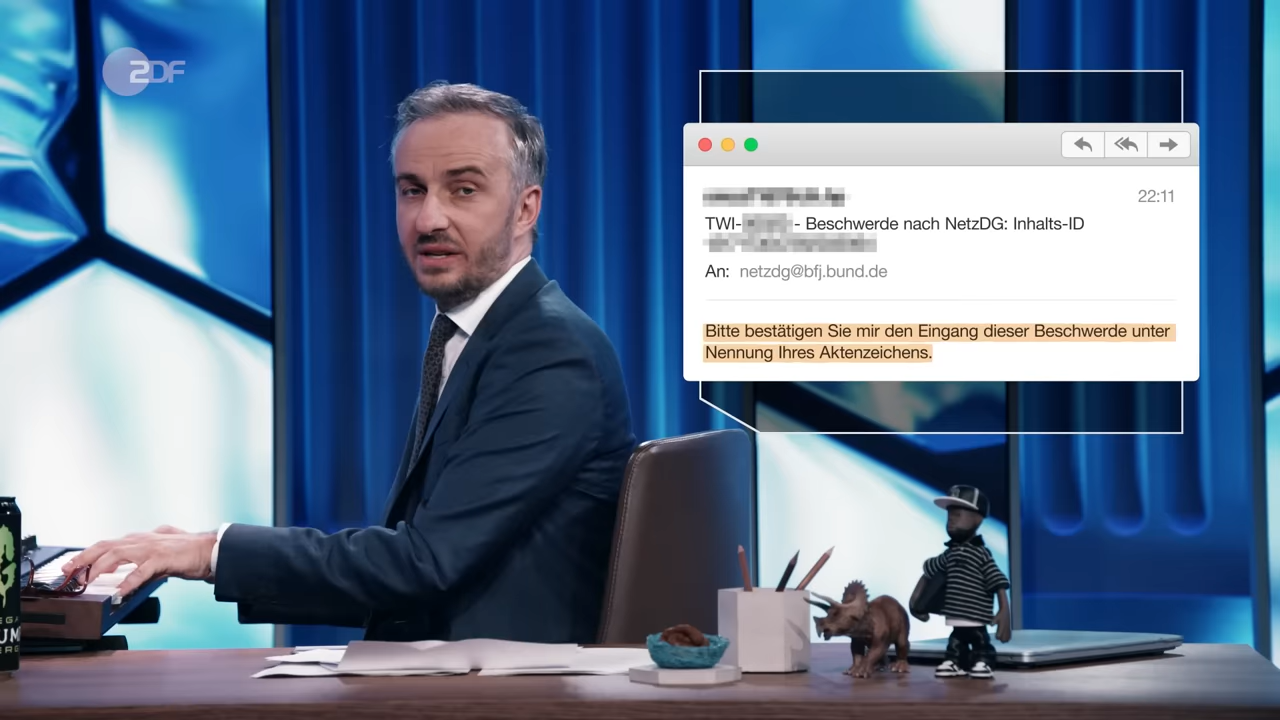 ZDF
22:11
TWI- - Beschwerde nach NetzDG: Inhalts-ID
An: netzdg@bfj.bund.de
Bitte bestätigen Sie mir den Eingang dieser Beschwerde unter
Nennung Ihres Aktenzeichens.